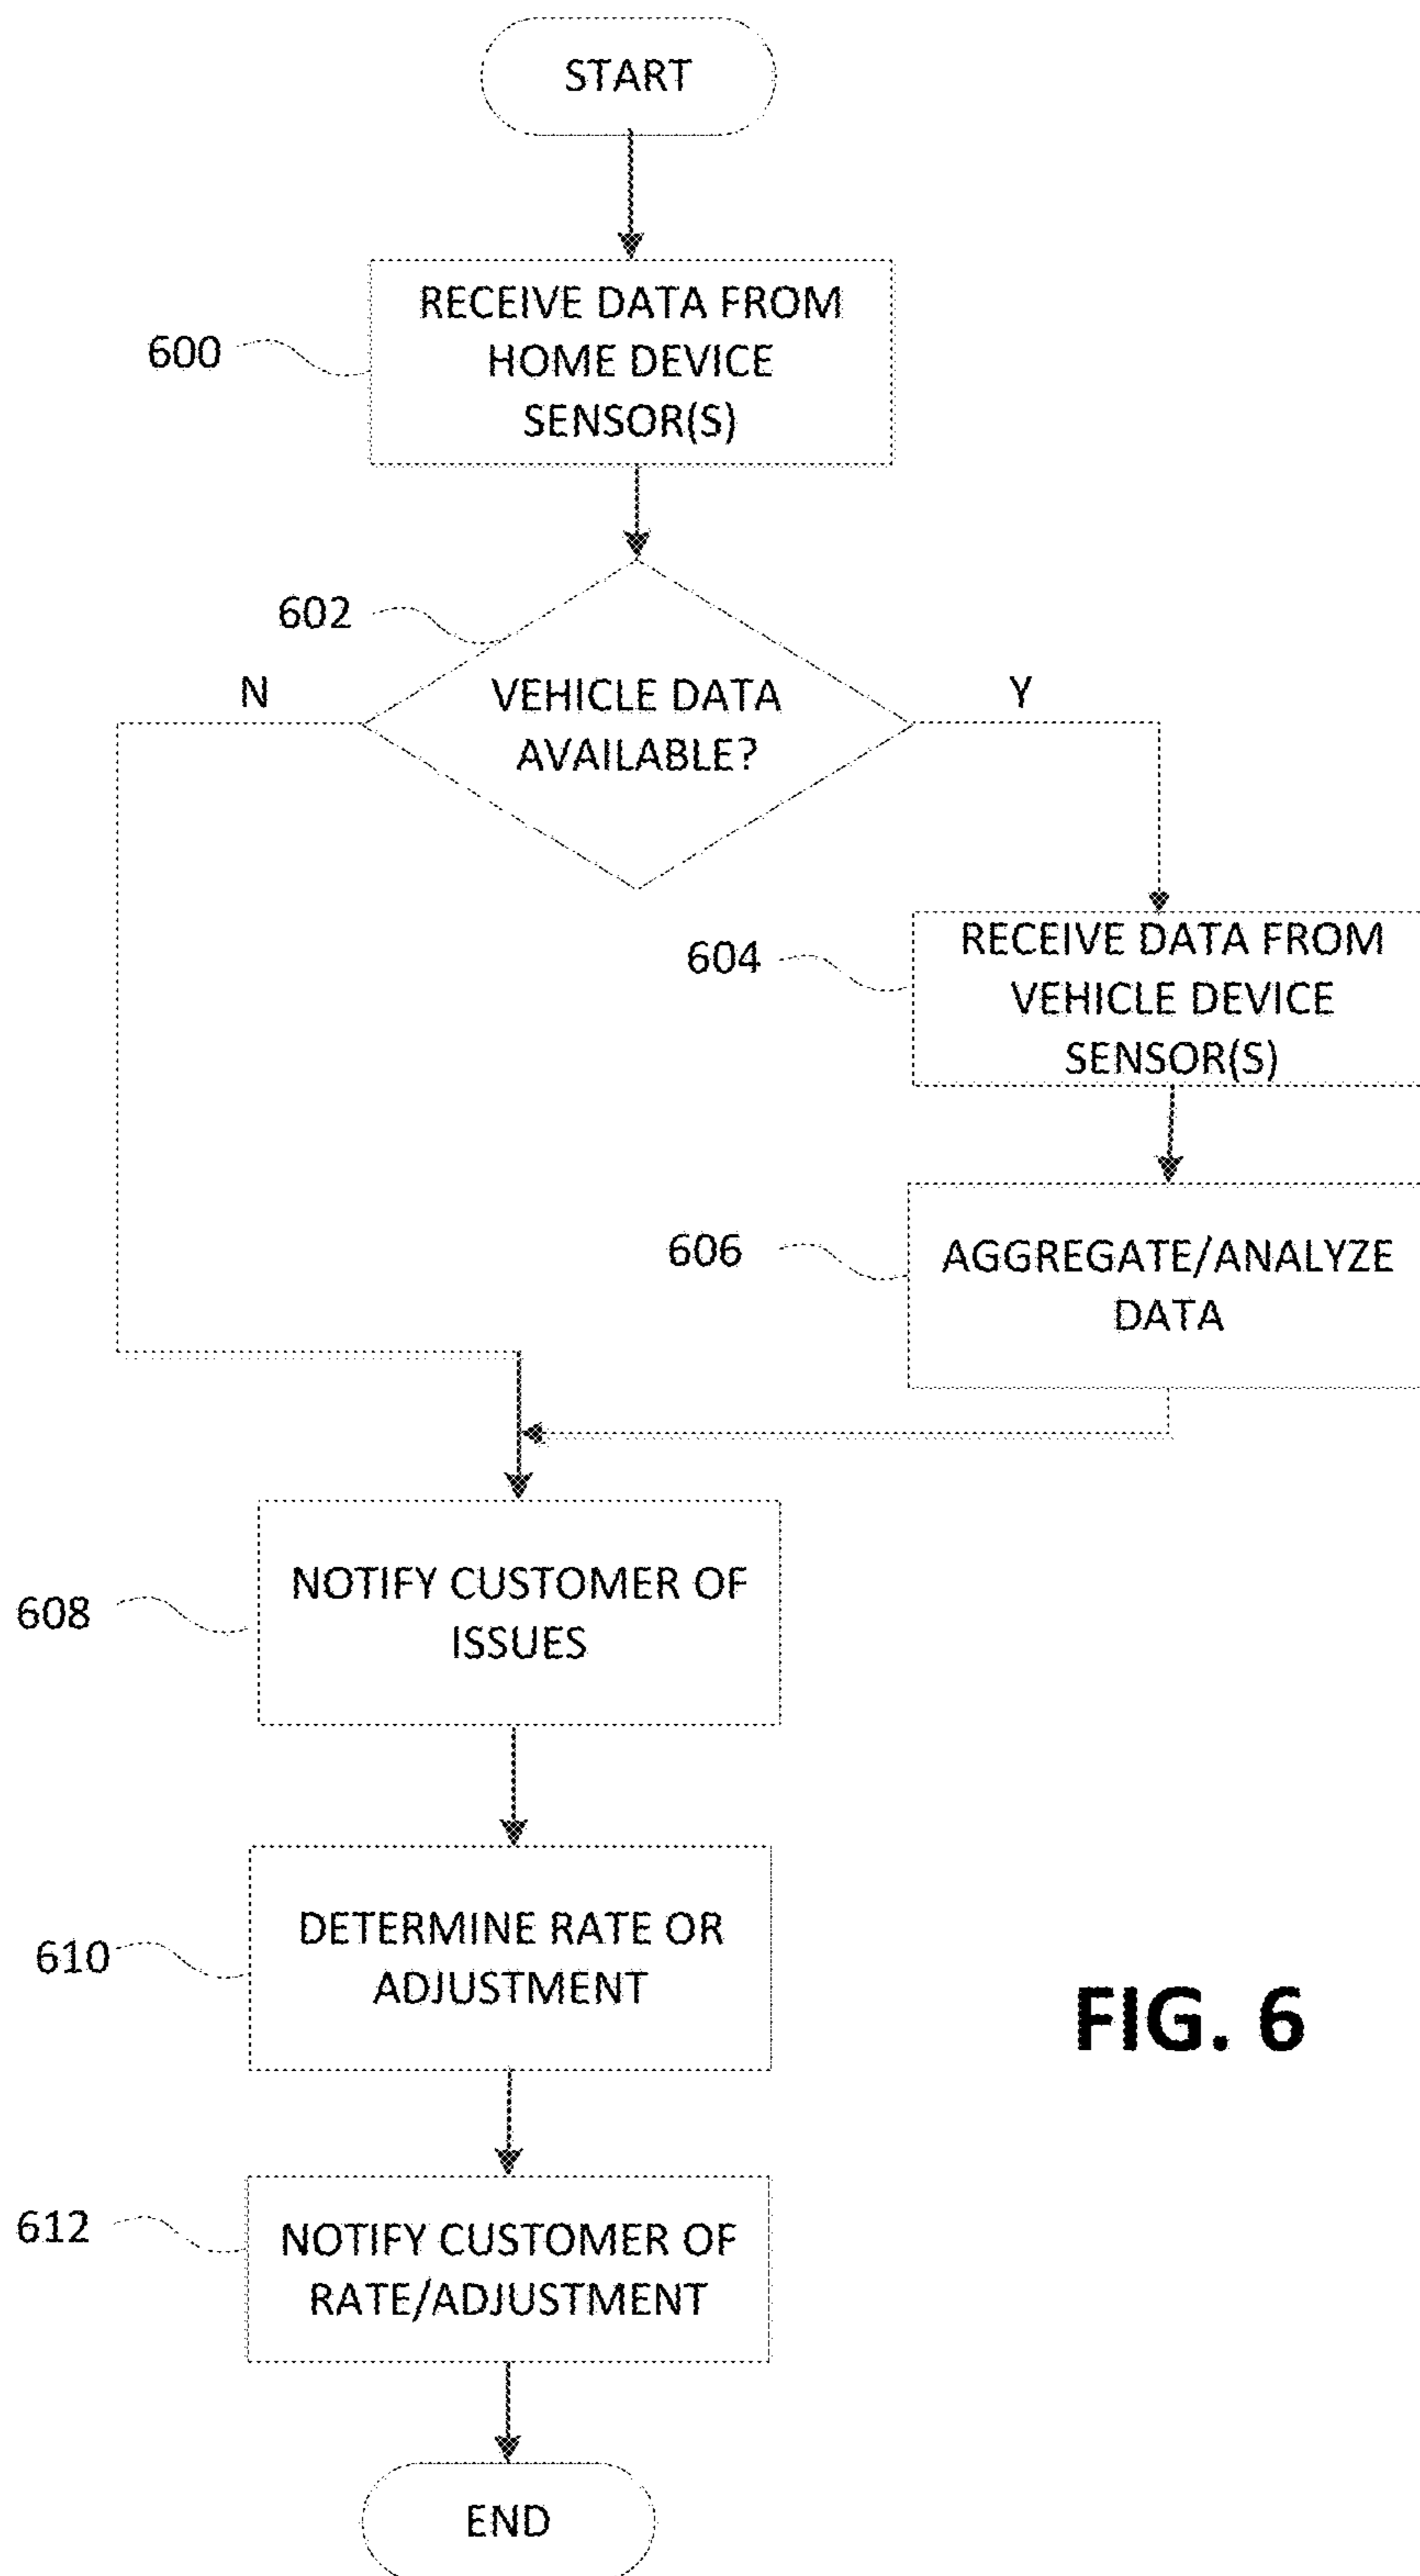 START
RECEIVE DATA FROM
HOME DEVICE
SENSOR(S)
600
602
N
Y
VEHICLE DATA
AVAILABLE?
604
RECEIVE DATA FROM
VEHICLE DEVICE
SENSOR(S)
606
AGGREGATE/ANALYZE
DATA
608
NOTIFY CUSTOMER OF
ISSUES
610
DETERMINE RATE OR
ADJUSTMENT
FIG. 6
612
NOTIFY CUSTOMER OF
RATE/ADJUSTMENT
END